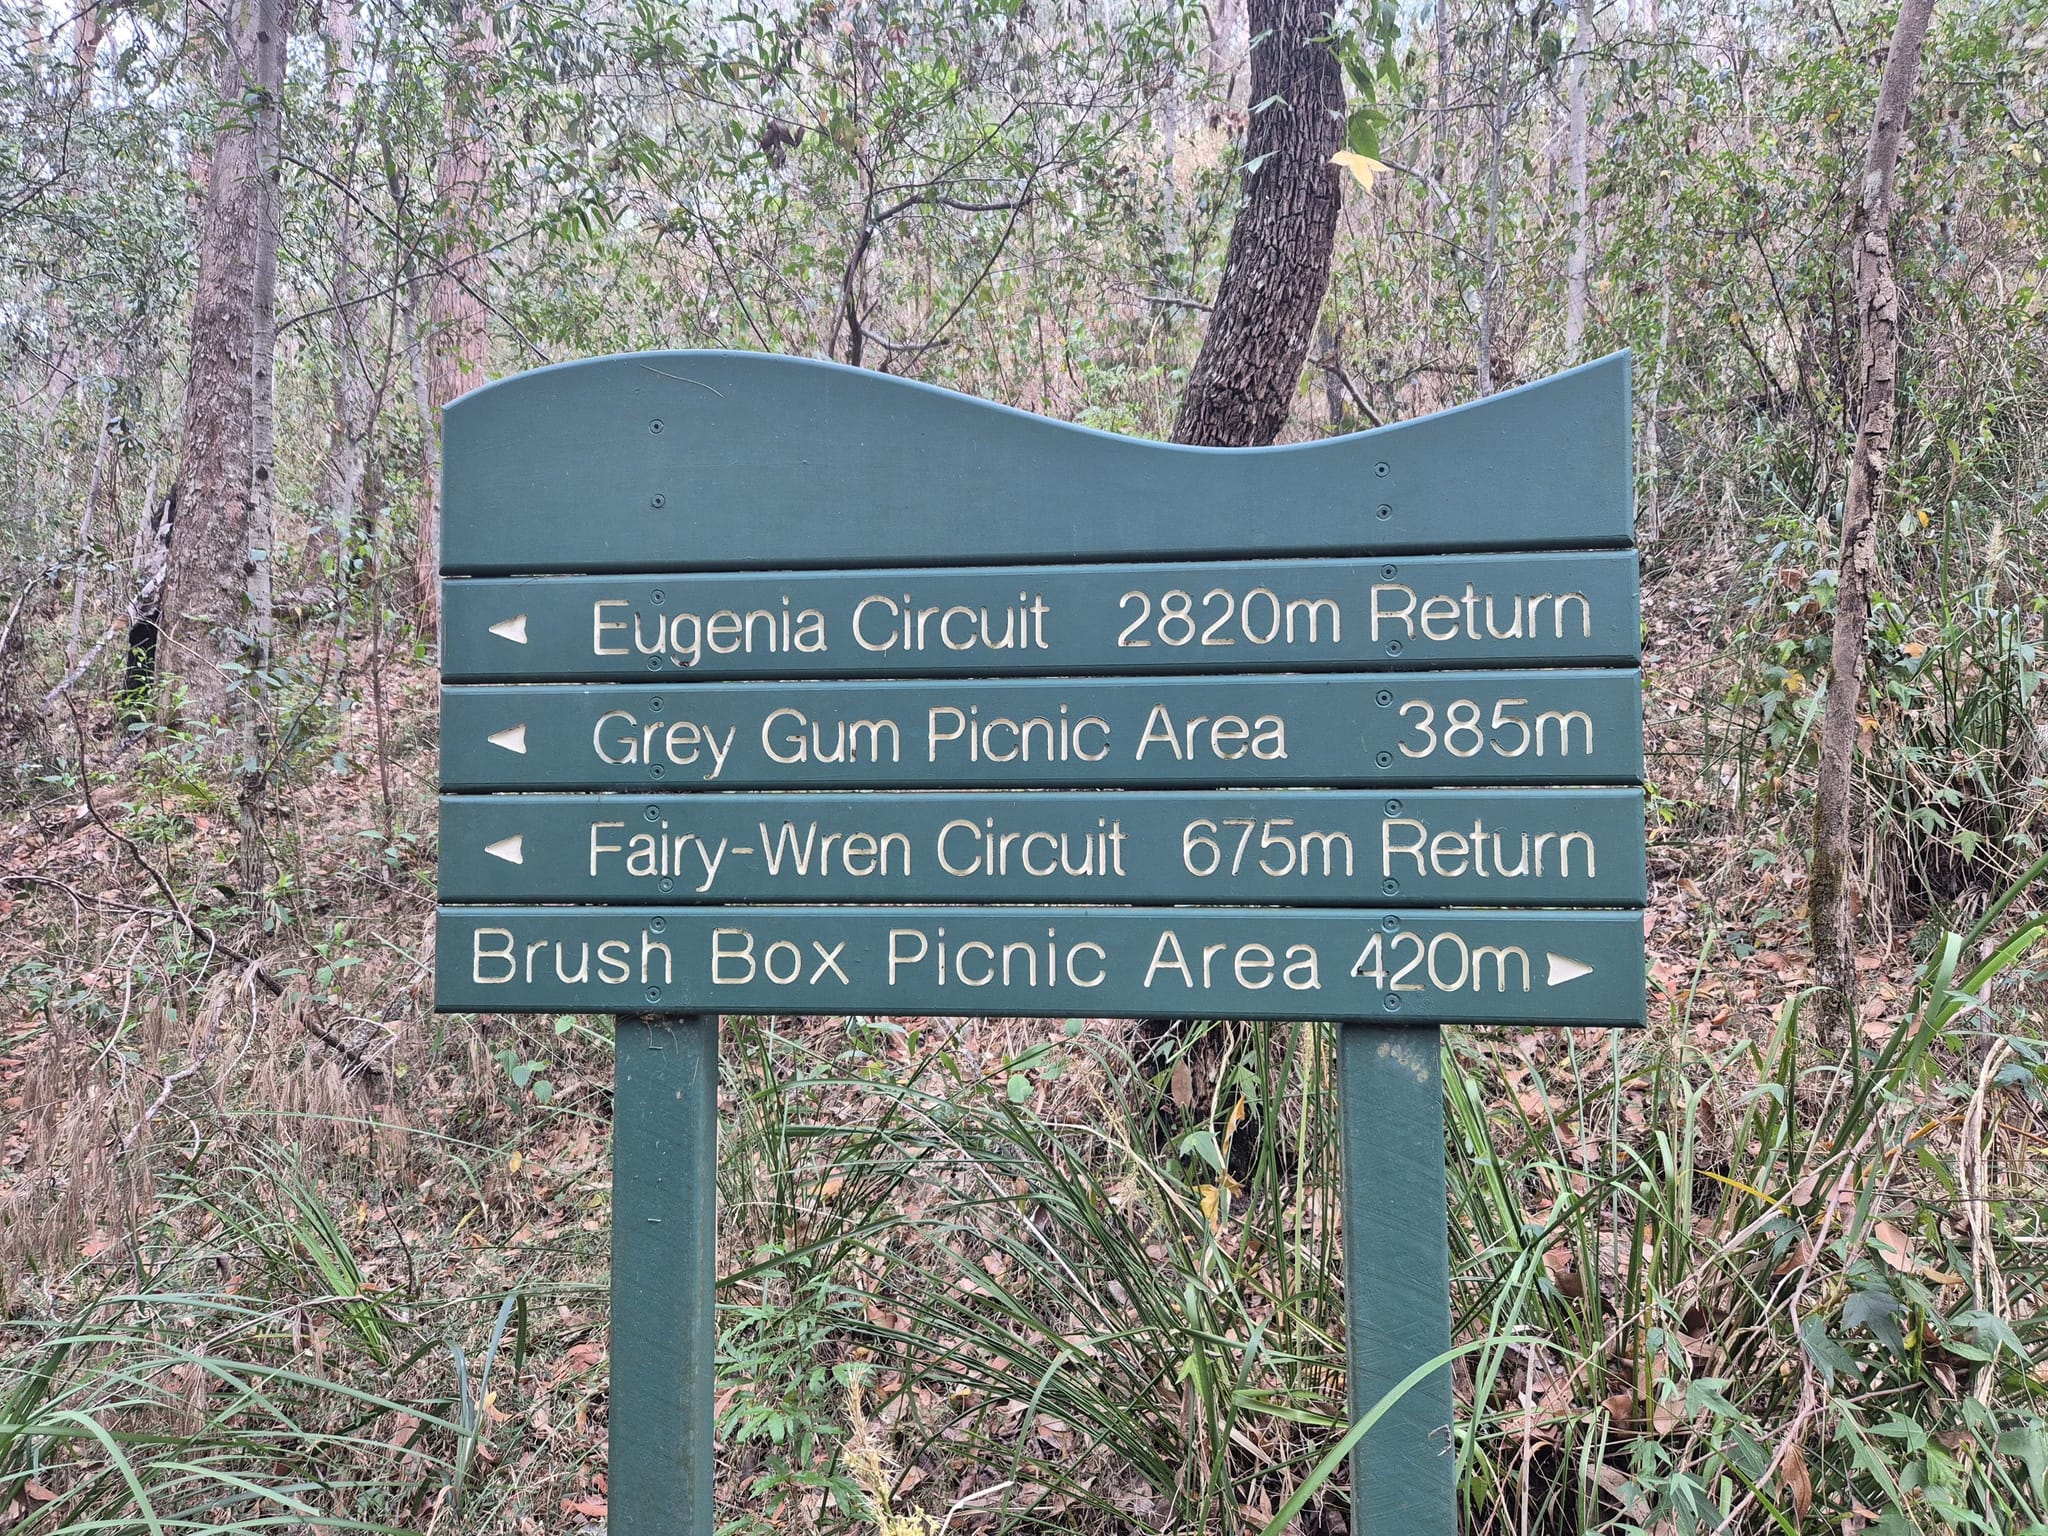 Eugenia Circuit 2820m Return
Grey Gum Picnic Area 385m
Fairy-Wren Circuit 675m Return
Brush Box Picnic Area 420m